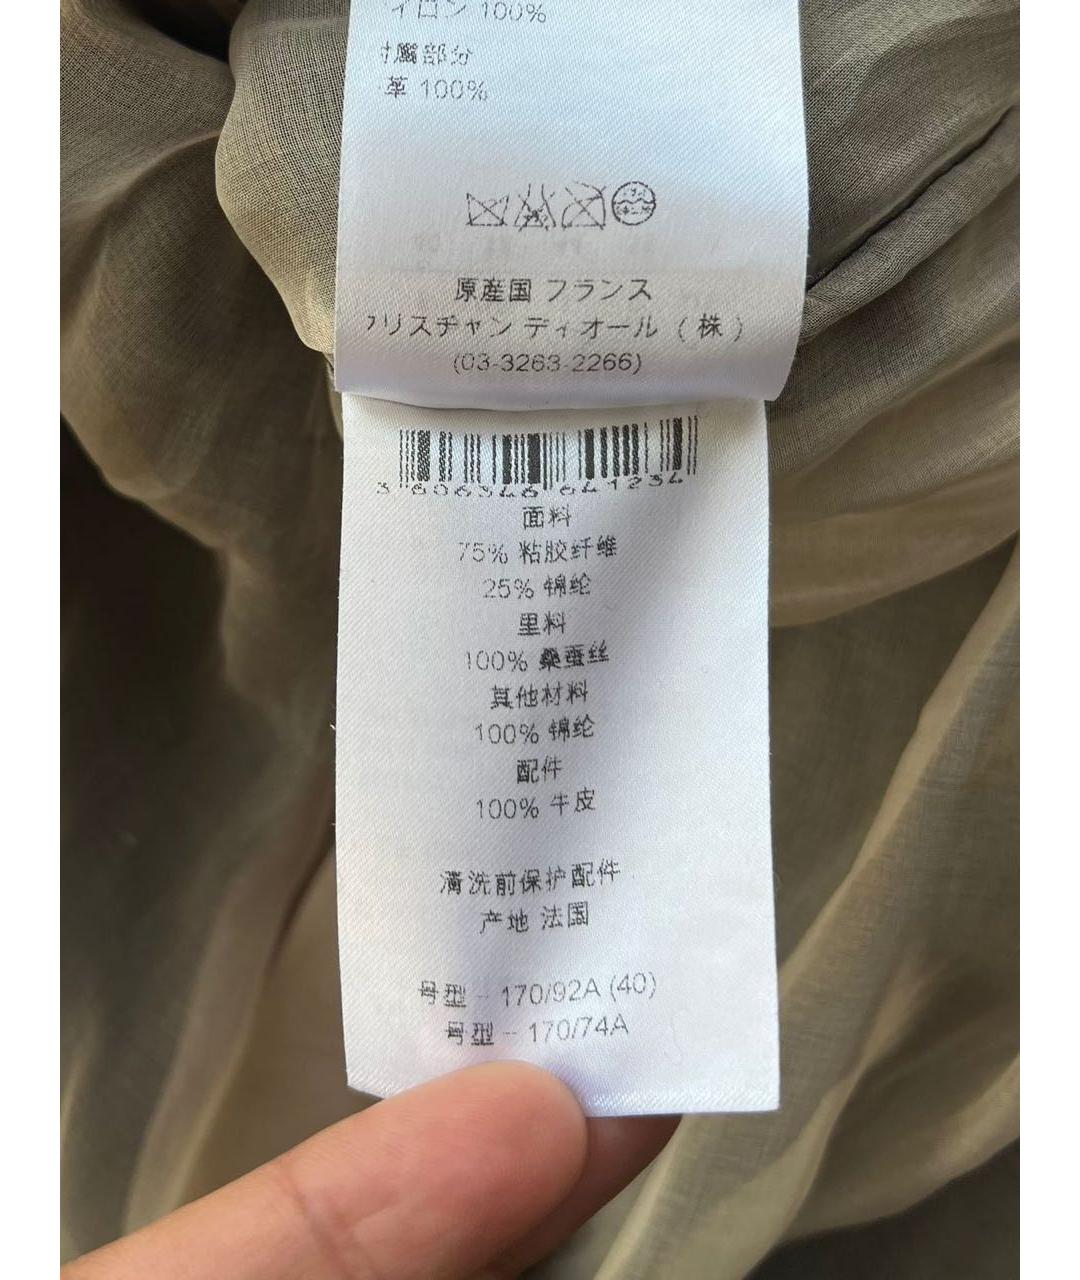 イロン 100%
付属部分
革 100%
原産国 フランス
クリスチャン ディオール (株)
(03-3263-2266)
3 606346 641234
面料
75% 粘胶纤维
25% 锦纶
里料
100% 桑蚕丝
其他材料
100% 锦纶
配件
100% 牛皮
清洗前保护配件
产地 法国
号型 - 170/92A (40)
号型 - 170/74A